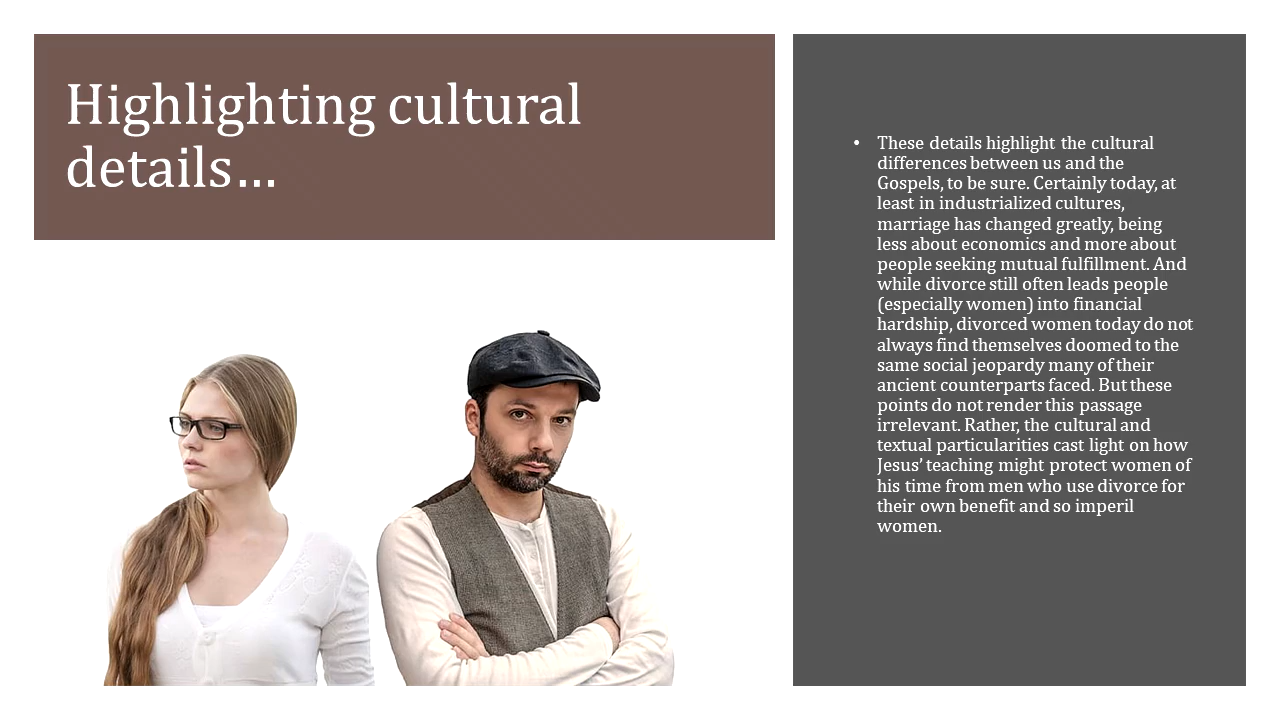 Highlighting cultural
details…
• These details highlight the cultural
differences between us and the
Gospels, to be sure. Certainly today, at
least in industrialized cultures,
marriage has changed greatly, being
less about economics and more about
people seeking mutual fulfillment. And
while divorce still often leads people
(especially women) into financial
hardship, divorced women today do not
always find themselves doomed to the
same social jeopardy many of their
ancient counterparts faced. But these
points do not render this passage
irrelevant. Rather, the cultural and
textual particularities cast light on how
Jesus’ teaching might protect women of
his time from men who use divorce for
their own benefit and so imperil
women.